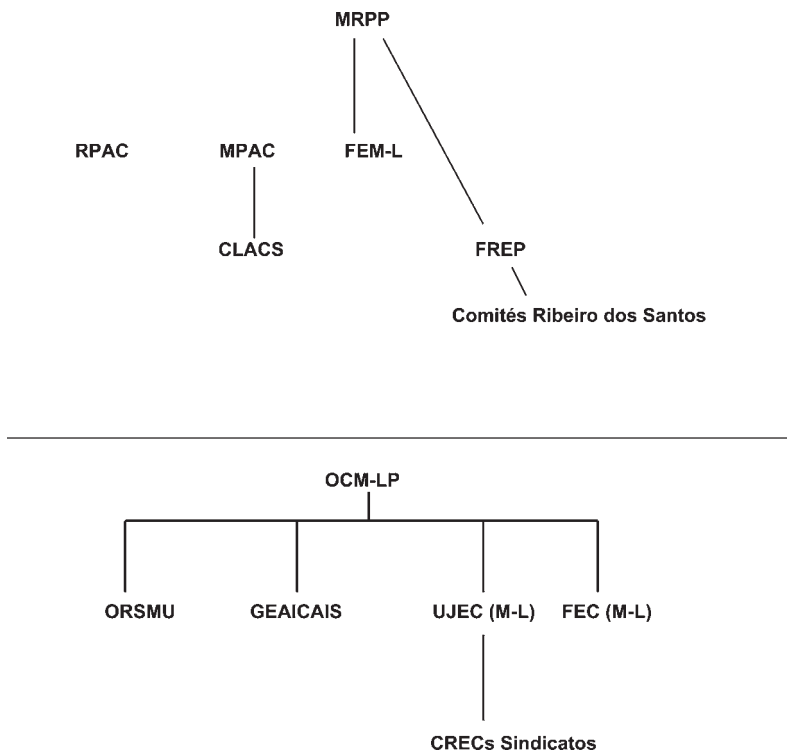 MRPP
RPAC MPAC FEM-L
CLACS FREP
Comités Ribeiro dos Santos
OCM-LP
ORSMU GEAICAIS UJEC (M-L) FEC (M-L)
CRECs Sindicatos